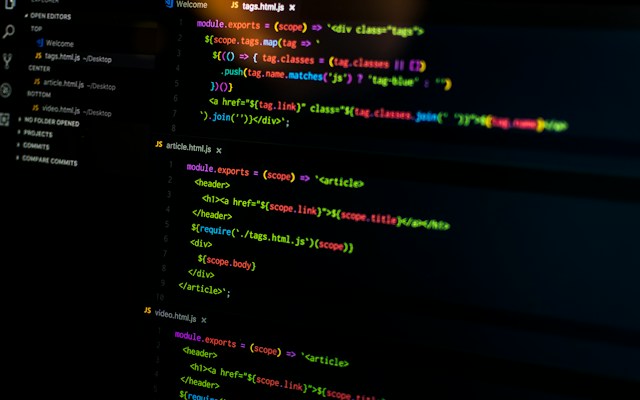 OPEN EDITORS
TOP
Welcome
JS tags.html.js ~/Desktop
CENTER
JS article.html.js ~/Desktop
BOTTOM
JS video.html.js ~/Desktop
NO FOLDER OPENED
PROJECTS
COMMITS
COMPARE COMMITS
Welcome JS tags.html.js ×
1 module.exports = (scope) => `<div class="tags">
2 ${scope.tags.map(tag => `
3 ${(() => { tag.classes = (tag.classes || [])
4 .push(tag.name.matches('js') ? 'tag-blue' : '')
5 })()}
6 <a href="${tag.link}" class="${tag.classes.join(' ')}">${tag.name}</a>
7 `).join('')}</div>`;
8
JS article.html.js ×
1 module.exports = (scope) => `<article>
2 <header>
3 <h1><a href="${scope.link}">${scope.title}</a></h1>
4 </header>
5 ${require('./tags.html.js')(scope)}
6 <div>
7 ${scope.body}
8 </div>
9 </article>`;
10
JS video.html.js ×
1 module.exports = (scope) => `<article>
2 <header>
3 <h1><a href="${scope.link}">${scope.title}
4 </header>
5 ${require('